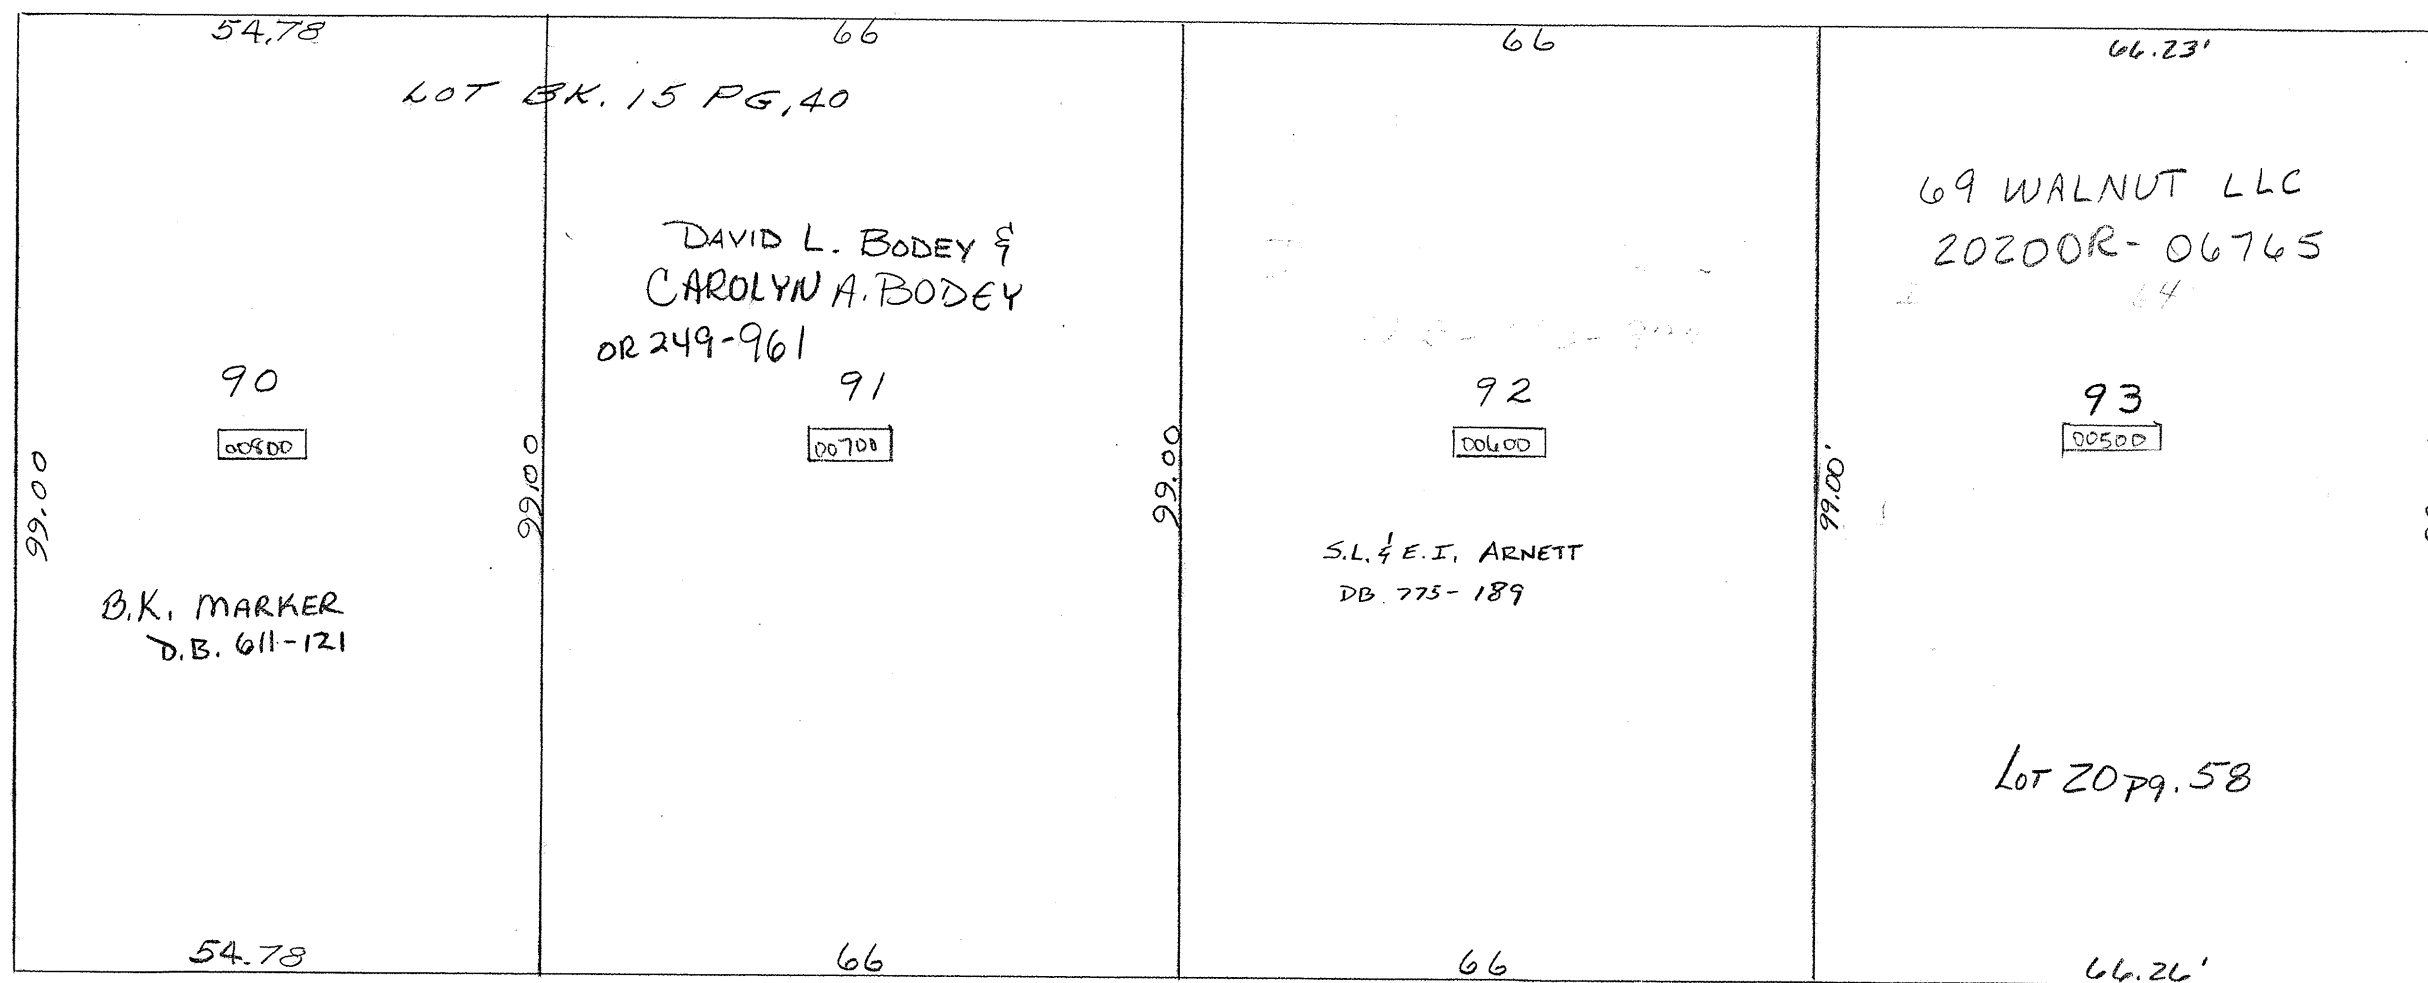 54.78
66
66
66.23'
LOT BK. 15 PG. 40
69 WALNUT LLC
2020OR- 06765
DAVID L. BODEY &
CAROLYN A. BODEY
OR 249-961
64
90
91
92
93
00800
00700
00600
00500
99.00
99.00
99.00
99.00'
S.L. & E.I. ARNETT
DB. 775-189
B.K. MARKER
D.B. 611-121
LOT 20 pg. 58
54.78
66
66
66.26'